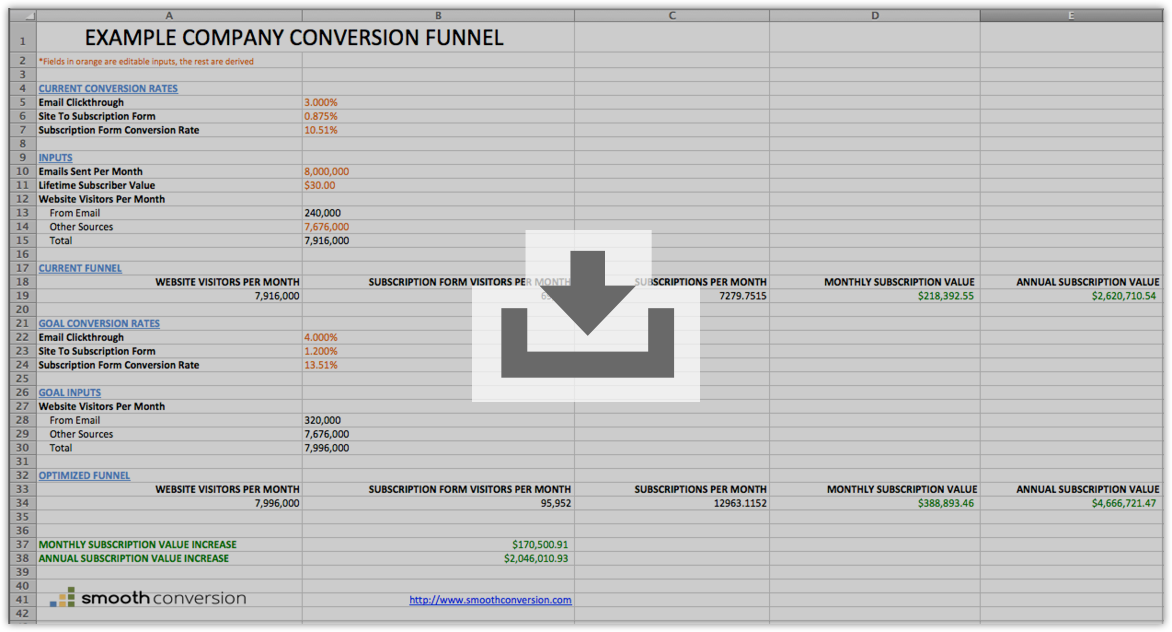 A B C D E
1 EXAMPLE COMPANY CONVERSION FUNNEL
2 *Fields in orange are editable inputs, the rest are derived
3
4 CURRENT CONVERSION RATES
5 Email Clickthrough 3.000%
6 Site To Subscription Form 0.875%
7 Subscription Form Conversion Rate 10.51%
8
9 INPUTS
10 Emails Sent Per Month 8,000,000
11 Lifetime Subscriber Value $30.00
12 Website Visitors Per Month
13 From Email 240,000
14 Other Sources 7,676,000
15 Total 7,916,000
16
17 CURRENT FUNNEL
18 WEBSITE VISITORS PER MONTH SUBSCRIPTION FORM VISITORS PER MONTH SUBSCRIPTIONS PER MONTH MONTHLY SUBSCRIPTION VALUE ANNUAL SUBSCRIPTION VALUE
19 7,916,000 7279.7515 $218,392.55 $2,620,710.54
20
21 GOAL CONVERSION RATES
22 Email Clickthrough 4.000%
23 Site To Subscription Form 1.200%
24 Subscription Form Conversion Rate 13.51%
25
26 GOAL INPUTS
27 Website Visitors Per Month
28 From Email 320,000
29 Other Sources 7,676,000
30 Total 7,996,000
31
32 OPTIMIZED FUNNEL
33 WEBSITE VISITORS PER MONTH SUBSCRIPTION FORM VISITORS PER MONTH SUBSCRIPTIONS PER MONTH MONTHLY SUBSCRIPTION VALUE ANNUAL SUBSCRIPTION VALUE
34 7,996,000 95,952 12963.1152 $388,893.46 $4,666,721.47
35
36
37 MONTHLY SUBSCRIPTION VALUE INCREASE $170,500.91
38 ANNUAL SUBSCRIPTION VALUE INCREASE $2,046,010.93
39
40
41 smooth conversion http://www.smoothconversion.com
42